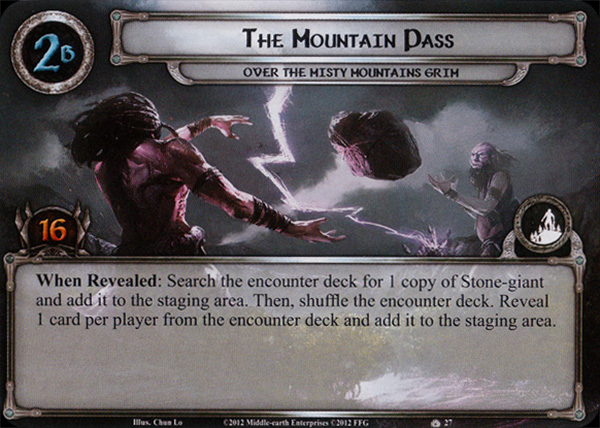 2B
The Mountain Pass
Over the Misty Mountains Grim
16
When Revealed: Search the encounter deck for 1 copy of Stone-giant
and add it to the staging area. Then, shuffle the encounter deck. Reveal
1 card per player from the encounter deck and add it to the staging area.
Illus. Chun Lo ©2012 Middle-earth Enterprises ©2012 FFG 27